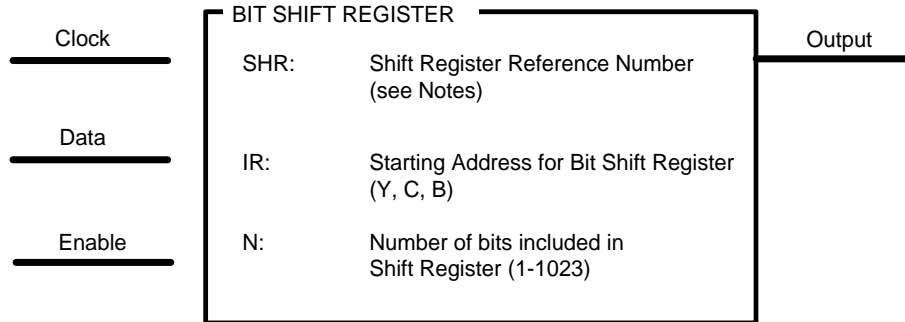 BIT SHIFT REGISTER
Clock
Data
Enable
SHR: Shift Register Reference Number
(see Notes)
IR: Starting Address for Bit Shift Register
(Y, C, B)
N: Number of bits included in
Shift Register (1-1023)
Output